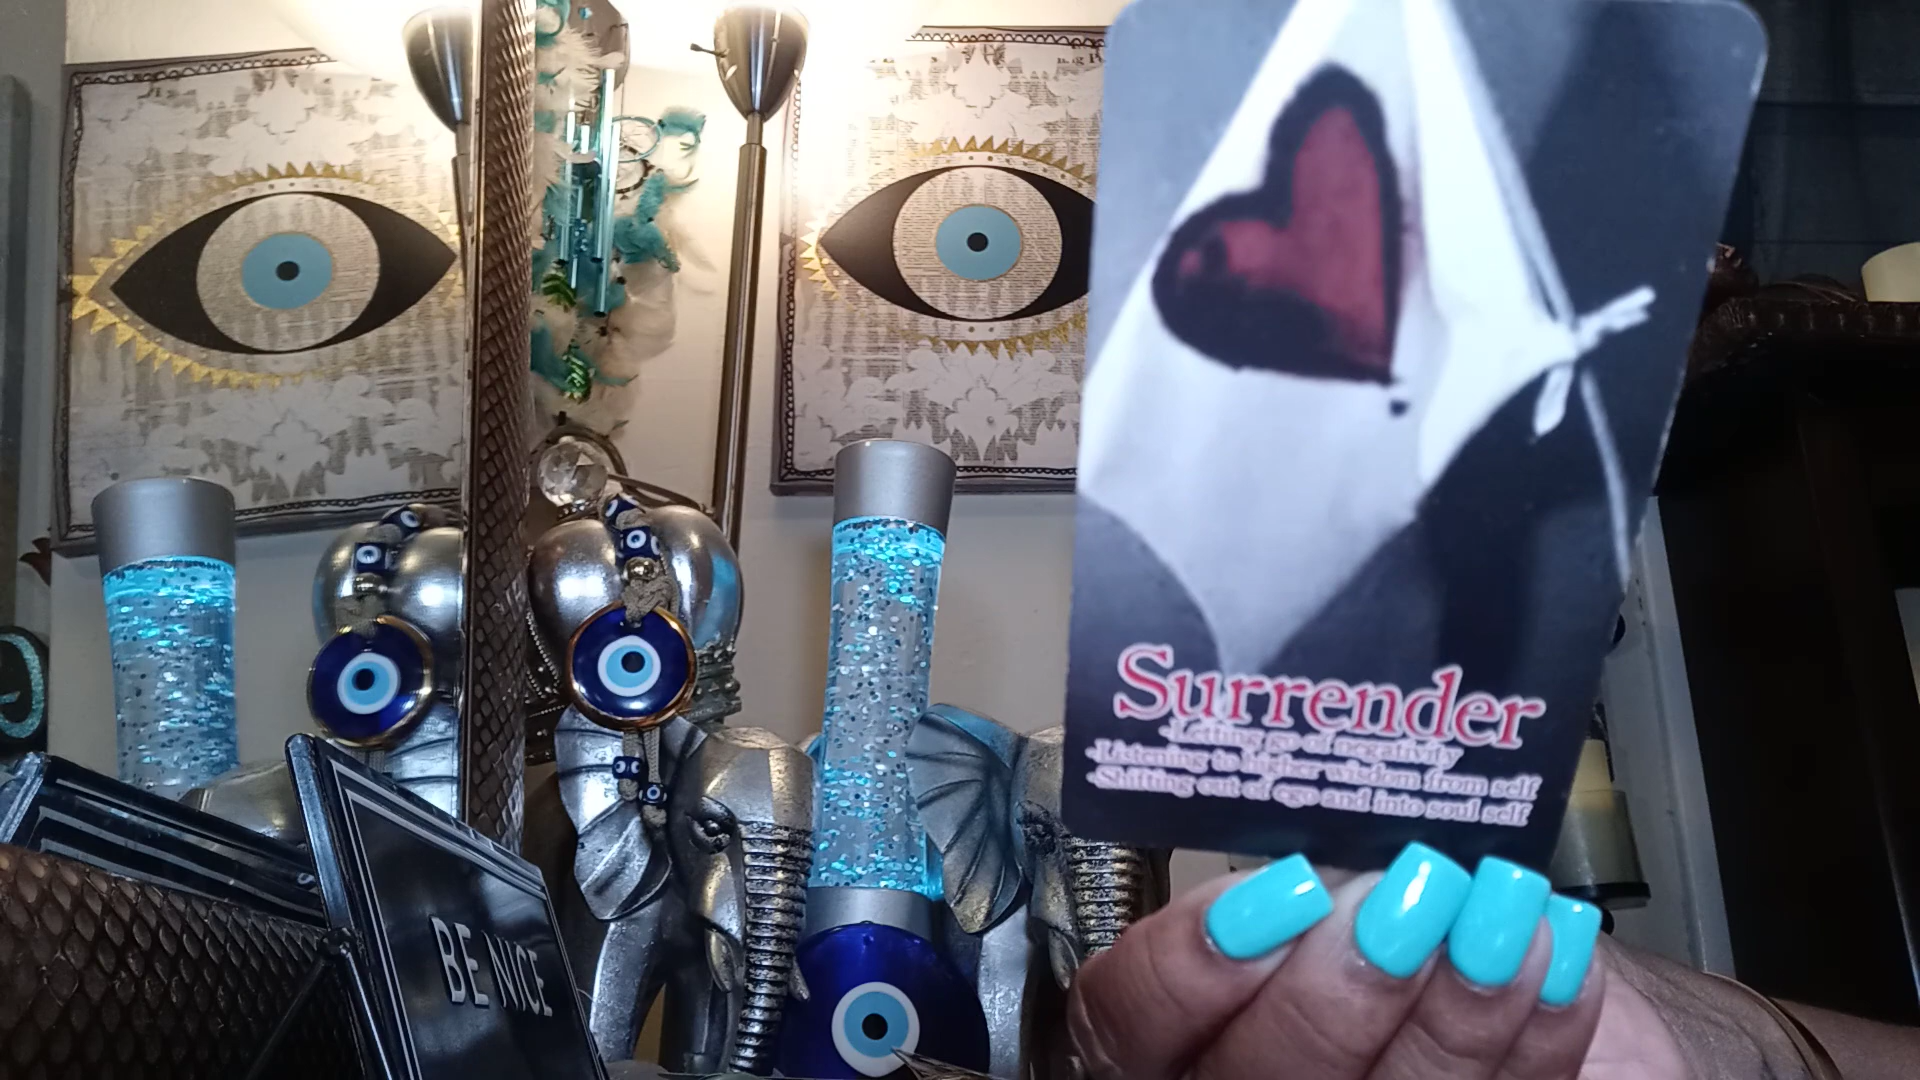 Surrender
-Letting go of negativity
-Listening to higher wisdom from self
-Shifting out of ego and into soul self
BE NICE